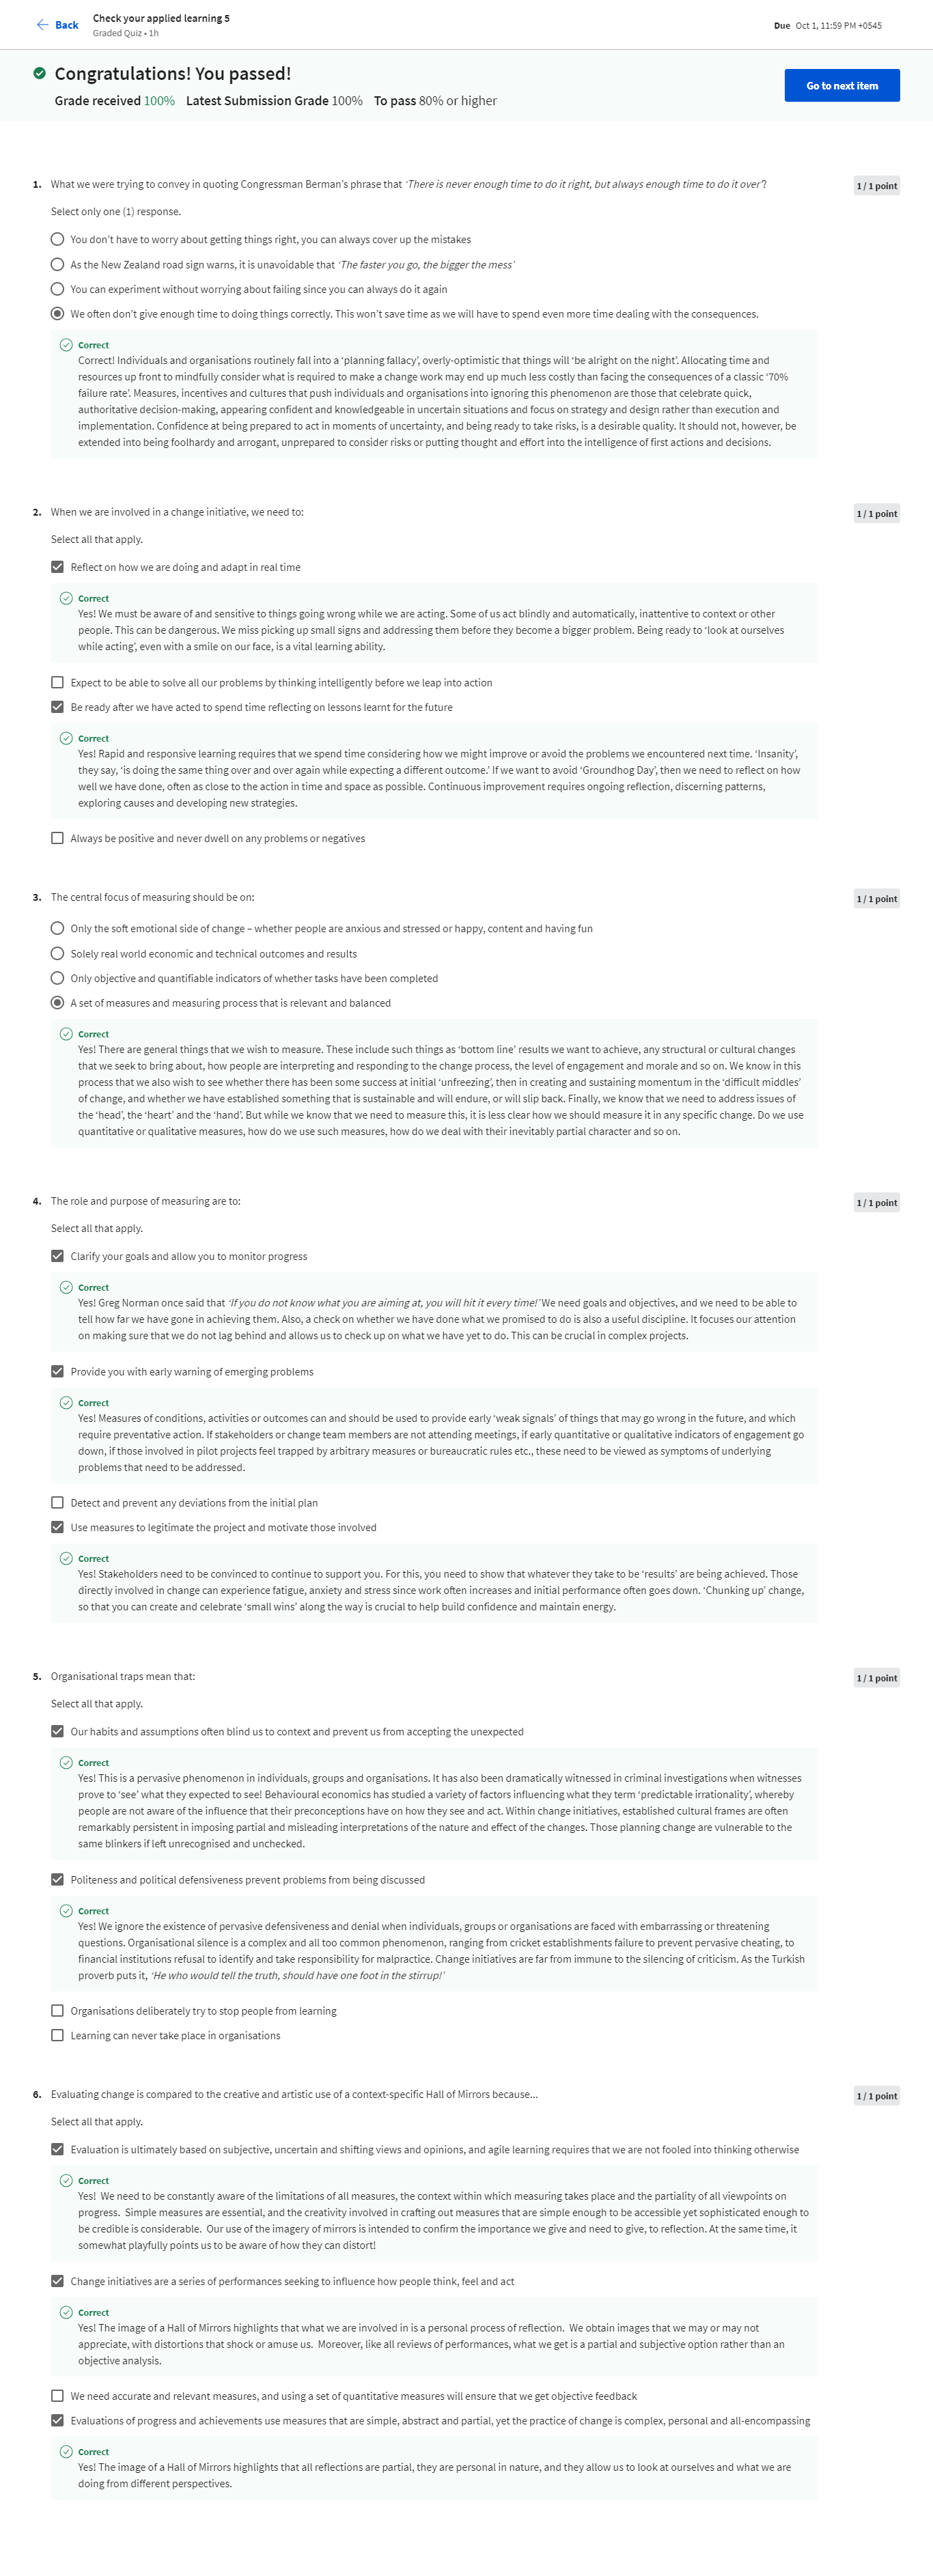 Back
Check your applied learning 5
Graded Quiz • 1h
Due Oct 1, 11:59 PM +0545
Congratulations! You passed!
Grade received 100% Latest Submission Grade 100% To pass 80% or higher
Go to next item
1. What we were trying to convey in quoting Congressman Berman’s phrase that ‘There is never enough time to do it right, but always enough time to do it over’?
1 / 1 point
Select only one (1) response.
You don’t have to worry about getting things right, you can always cover up the mistakes
As the New Zealand road sign warns, it is unavoidable that ‘The faster you go, the bigger the mess’
You can experiment without worrying about failing since you can always do it again
We often don’t give enough time to doing things correctly. This won’t save time as we will have to spend even more time dealing with the consequences.
Correct
Correct! Individuals and organisations routinely fall into a ‘planning fallacy’, overly-optimistic that things will ‘be alright on the night’. Allocating time and
resources up front to mindfully consider what is required to make a change work may end up much less costly than facing the consequences of a classic ‘70%
failure rate’. Measures, incentives and cultures that push individuals and organisations into ignoring this phenomenon are those that celebrate quick,
authoritative decision-making, appearing confident and knowledgeable in uncertain situations and focus on strategy and design rather than execution and
implementation. Confidence at being prepared to act in moments of uncertainty, and being ready to take risks, is a desirable quality. It should not, however, be
extended into being foolhardy and arrogant, unprepared to consider risks or putting thought and effort into the intelligence of first actions and decisions.
2. When we are involved in a change initiative, we need to:
1 / 1 point
Select all that apply.
Reflect on how we are doing and adapt in real time
Correct
Yes! We must be aware of and sensitive to things going wrong while we are acting. Some of us act blindly and automatically, inattentive to context or other
people. This can be dangerous. We miss picking up small signs and addressing them before they become a bigger problem. Being ready to ‘look at ourselves
while acting’, even with a smile on our face, is a vital learning ability.
Expect to be able to solve all our problems by thinking intelligently before we leap into action
Be ready after we have acted to spend time reflecting on lessons learnt for the future
Correct
Yes! Rapid and responsive learning requires that we spend time considering how we might improve or avoid the problems we encountered next time. ‘Insanity’,
they say, ‘is doing the same thing over and over again while expecting a different outcome.’ If we want to avoid ‘Groundhog Day’, then we need to reflect on how
well we have done, often as close to the action in time and space as possible. Continuous improvement requires ongoing reflection, discerning patterns,
exploring causes and developing new strategies.
Always be positive and never dwell on any problems or negatives
3. The central focus of measuring should be on:
1 / 1 point
Only the soft emotional side of change – whether people are anxious and stressed or happy, content and having fun
Solely real world economic and technical outcomes and results
Only objective and quantifiable indicators of whether tasks have been completed
A set of measures and measuring process that is relevant and balanced
Correct
Yes! There are general things that we wish to measure. These include such things as ‘bottom line’ results we want to achieve, any structural or cultural changes
that we seek to bring about, how people are interpreting and responding to the change process, the level of engagement and morale and so on. We know in this
process that we also wish to see whether there has been some success at initial ‘unfreezing’, then in creating and sustaining momentum in the ‘difficult middles’
of change, and whether we have established something that is sustainable and will endure, or will slip back. Finally, we know that we need to address issues of
the ‘head’, the ‘heart’ and the ‘hand’. But while we know that we need to measure this, it is less clear how we should measure it in any specific change. Do we use
quantitative or qualitative measures, how do we use such measures, how do we deal with their inevitably partial character and so on.
4. The role and purpose of measuring are to:
1 / 1 point
Select all that apply.
Clarify your goals and allow you to monitor progress
Correct
Yes! Greg Norman once said that ‘If you do not know what you are aiming at, you will hit it every time!’ We need goals and objectives, and we need to be able to
tell how far we have gone in achieving them. Also, a check on whether we have done what we promised to do is also a useful discipline. It focuses our attention
on making sure that we do not lag behind and allows us to check up on what we have yet to do. This can be crucial in complex projects.
Provide you with early warning of emerging problems
Correct
Yes! Measures of conditions, activities or outcomes can and should be used to provide early ‘weak signals’ of things that may go wrong in the future, and which
require preventative action. If stakeholders or change team members are not attending meetings, if early quantitative or qualitative indicators of engagement go
down, if those involved in pilot projects feel trapped by arbitrary measures or bureaucratic rules etc., these need to be viewed as symptoms of underlying
problems that need to be addressed.
Detect and prevent any deviations from the initial plan
Use measures to legitimate the project and motivate those involved
Correct
Yes! Stakeholders need to be convinced to continue to support you. For this, you need to show that whatever they take to be ‘results’ are being achieved. Those
directly involved in change can experience fatigue, anxiety and stress since work often increases and initial performance often goes down. ‘Chunking up’ change,
so that you can create and celebrate ‘small wins’ along the way is crucial to help build confidence and maintain energy.
5. Organisational traps mean that:
1 / 1 point
Select all that apply.
Our habits and assumptions often blind us to context and prevent us from accepting the unexpected
Correct
Yes! This is a pervasive phenomenon in individuals, groups and organisations. It has also been dramatically witnessed in criminal investigations when witnesses
prove to ‘see’ what they expected to see! Behavioural economics has studied a variety of factors influencing what they term ‘predictable irrationality’, whereby
people are not aware of the influence that their preconceptions have on how they see and act. Within change initiatives, established cultural frames are often
remarkably persistent in imposing partial and misleading interpretations of the nature and effect of the changes. Those planning change are vulnerable to the
same blinkers if left unrecognised and unchecked.
Politeness and political defensiveness prevent problems from being discussed
Correct
Yes! We ignore the existence of pervasive defensiveness and denial when individuals, groups or organisations are faced with embarrassing or threatening
questions. Organisational silence is a complex and all too common phenomenon, ranging from cricket establishments failure to prevent pervasive cheating, to
financial institutions refusal to identify and take responsibility for malpractice. Change initiatives are far from immune to the silencing of criticism. As the Turkish
proverb puts it, ‘He who would tell the truth, should have one foot in the stirrup!’
Organisations deliberately try to stop people from learning
Learning can never take place in organisations
6. Evaluating change is compared to the creative and artistic use of a context-specific Hall of Mirrors because...
1 / 1 point
Select all that apply.
Evaluation is ultimately based on subjective, uncertain and shifting views and opinions, and agile learning requires that we are not fooled into thinking otherwise
Correct
Yes! We need to be constantly aware of the limitations of all measures, the context within which measuring takes place and the partiality of all viewpoints on
progress. Simple measures are essential, and the creativity involved in crafting out measures that are simple enough to be accessible yet sophisticated enough to
be credible is considerable. Our use of the imagery of mirrors is intended to confirm the importance we give and need to give, to reflection. At the same time, it
somewhat playfully points us to be aware of how they can distort!
Change initiatives are a series of performances seeking to influence how people think, feel and act
Correct
Yes! The image of a Hall of Mirrors highlights that what we are involved in is a personal process of reflection. We obtain images that we may or may not
appreciate, with distortions that shock or amuse us. Moreover, like all reviews of performances, what we get is a partial and subjective option rather than an
objective analysis.
We need accurate and relevant measures, and using a set of quantitative measures will ensure that we get objective feedback
Evaluations of progress and achievements use measures that are simple, abstract and partial, yet the practice of change is complex, personal and all-encompassing
Correct
Yes! The image of a Hall of Mirrors highlights that all reflections are partial, they are personal in nature, and they allow us to look at ourselves and what we are
doing from different perspectives.